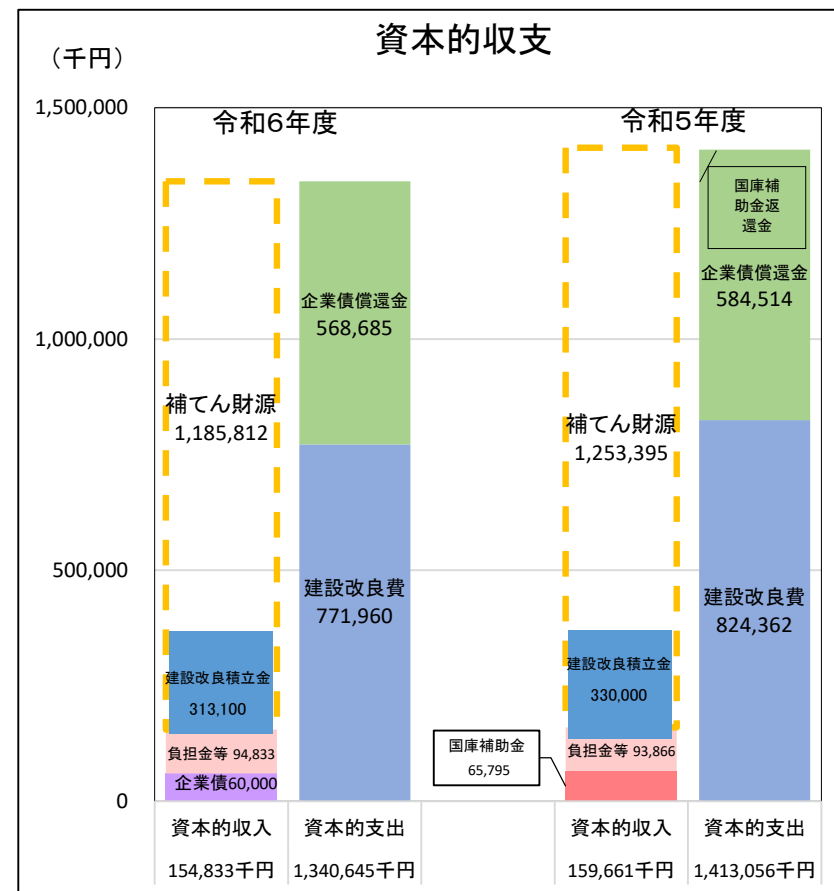 資本的収支
（千円）
1,500,000
1,000,000
500,000
0
令和６年度
令和５年度
補てん財源
1,185,812
建設改良積立金
313,100
負担金等 94,833
企業債60,000
企業債償還金
568,685
建設改良費
771,960
補てん財源
1,253,395
建設改良積立金
330,000
負担金等 93,866
国庫補助金
65,795
国庫補
助金返
還金
企業債償還金
584,514
建設改良費
824,362
資本的収入
資本的支出
資本的収入
資本的支出
154,833千円
1,340,645千円
159,661千円
1,413,056千円